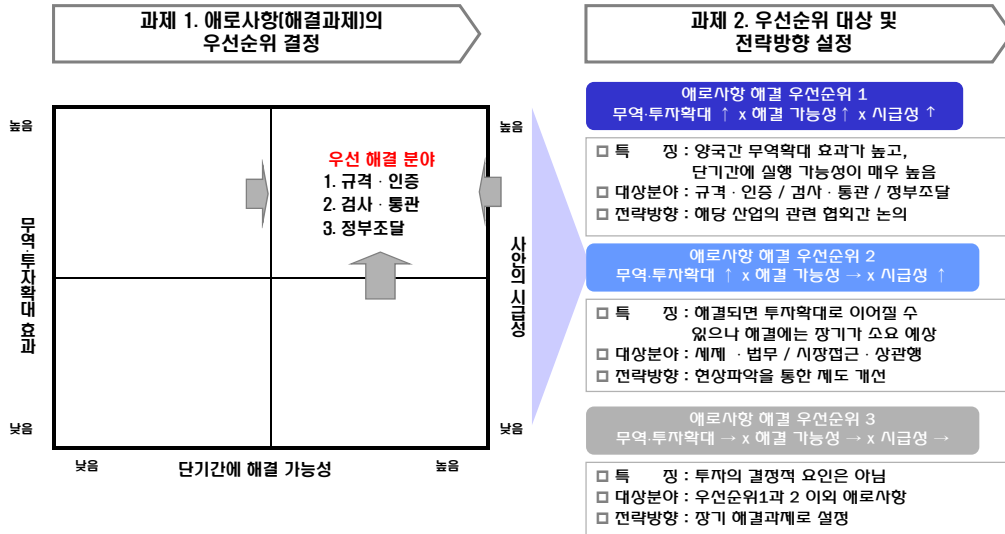 과제 1. 애로사항(해결과제)의
우선순위 결정
과제 2. 우선순위 대상 및
전략방향 설정
높음
높음
우선 해결 분야
1. 규격 · 인증
2. 검사 · 통관
3. 정부조달
무역·투자확대 효과
사안의 시급성
낮음
낮음
낮음
단기간에 해결 가능성
높음
애로사항 해결 우선순위 1
무역·투자확대 ↑ x 해결 가능성 ↑ x 시급성 ↑
□ 특 징 : 양국간 무역확대 효과가 높고,
단기간에 실행 가능성이 매우 높음
□ 대상분야 : 규격 · 인증 / 검사 · 통관 / 정부조달
□ 전략방향 : 해당 산업의 관련 협회간 논의
애로사항 해결 우선순위 2
무역·투자확대 ↑ x 해결 가능성 → x 시급성 ↑
□ 특 징 : 해결되면 투자확대로 이어질 수
있으나 해결에는 장기가 소요 예상
□ 대상분야 : 세제 · 법무 / 시장접근 · 상관행
□ 전략방향 : 현상파악을 통한 제도 개선
애로사항 해결 우선순위 3
무역·투자확대 → x 해결 가능성 → x 시급성 →
□ 특 징 : 투자의 결정적 요인은 아님
□ 대상분야 : 우선순위1과 2 이외 애로사항
□ 전략방향 : 장기 해결과제로 설정